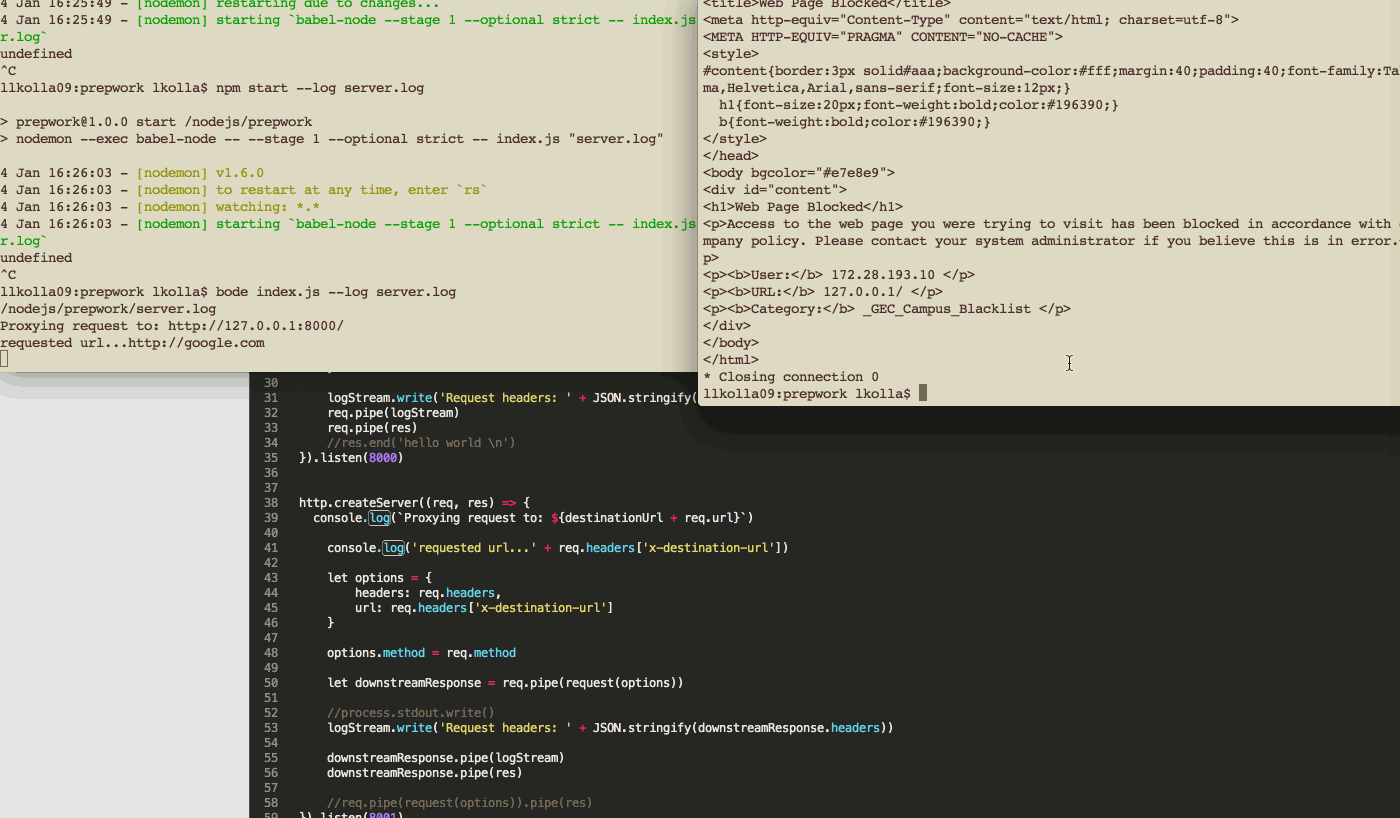 4 Jan 16:25:49 - [nodemon] restarting due to changes...
4 Jan 16:25:49 - [nodemon] starting `babel-node --stage 1 --optional strict -- index.js
r.log`
undefined
^C
llkolla09:prepwork lkolla$ npm start --log server.log
> prepwork@1.0.0 start /nodejs/prepwork
> nodemon --exec babel-node -- --stage 1 --optional strict -- index.js "server.log"
4 Jan 16:26:03 - [nodemon] v1.6.0
4 Jan 16:26:03 - [nodemon] to restart at any time, enter `rs`
4 Jan 16:26:03 - [nodemon] watching: *.*
4 Jan 16:26:03 - [nodemon] starting `babel-node --stage 1 --optional strict -- index.js
r.log`
undefined
^C
llkolla09:prepwork lkolla$ bode index.js --log server.log
/nodejs/prepwork/server.log
Proxying request to: http://127.0.0.1:8000/
requested url...http://google.com
<title>Web Page Blocked</title>
<meta http-equiv="Content-Type" content="text/html; charset=utf-8">
<META HTTP-EQUIV="PRAGMA" CONTENT="NO-CACHE">
<style>
#content{border:3px solid#aaa;background-color:#fff;margin:40;padding:40;font-family:Ta
ma,Helvetica,Arial,sans-serif;font-size:12px;}
  h1{font-size:20px;font-weight:bold;color:#196390;}
  b{font-weight:bold;color:#196390;}
</style>
</head>
<body bgcolor="#e7e8e9">
<div id="content">
<h1>Web Page Blocked</h1>
<p>Access to the web page you were trying to visit has been blocked in accordance with
mpany policy. Please contact your system administrator if you believe this is in error.
p>
<p><b>User:</b> 172.28.193.10 </p>
<p><b>URL:</b> 127.0.0.1/ </p>
<p><b>Category:</b> _GEC_Campus_Blacklist </p>
</div>
</body>
</html>
* Closing connection 0
llkolla09:prepwork lkolla$
30
31 logStream.write('Request headers: ' + JSON.stringify(
32 req.pipe(logStream)
33 req.pipe(res)
34 //res.end('hello world \n')
35 }).listen(8000)
36
37
38 http.createServer((req, res) => {
39 console.log(`Proxying request to: ${destinationUrl + req.url}`)
40
41 console.log('requested url...' + req.headers['x-destination-url'])
42
43 let options = {
44 headers: req.headers,
45 url: req.headers['x-destination-url']
46 }
47
48 options.method = req.method
49
50 let downstreamResponse = req.pipe(request(options))
51
52 //process.stdout.write()
53 logStream.write('Request headers: ' + JSON.stringify(downstreamResponse.headers))
54
55 downstreamResponse.pipe(logStream)
56 downstreamResponse.pipe(res)
57
58 //req.pipe(request(options)).pipe(res)
59 }).listen(8001)